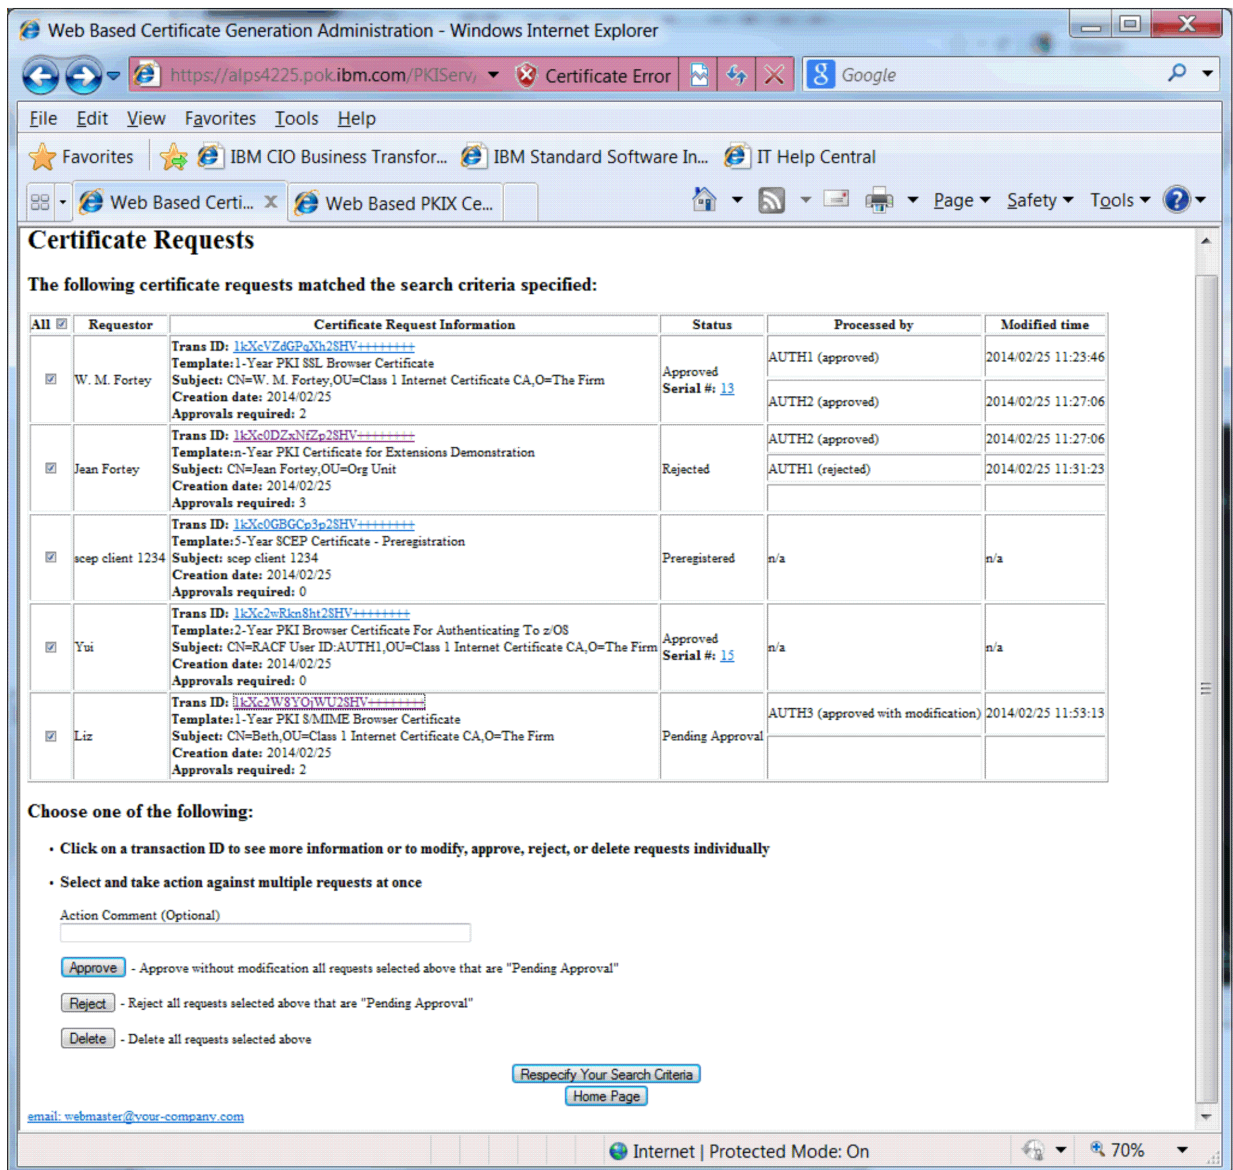 Web Based Certificate Generation Administration - Windows Internet Explorer
https://alps4225.pok.ibm.com/PKIServ/ Certificate Error Google
File Edit View Favorites Tools Help
Favorites IBM CIO Business Transfor... IBM Standard Software In... IT Help Central
Web Based Certi... X Web Based PKIX Ce... Page Safety Tools
Certificate Requests
The following certificate requests matched the search criteria specified:
All Requestor Certificate Request Information Status Processed by Modified time
W. M. Fortey
Trans ID: 1kXcVZdGPqXh2SHV++++++++
Template:1-Year PKI SSL Browser Certificate
Subject: CN=W. M. Fortey,OU=Class 1 Internet Certificate CA,O=The Firm
Creation date: 2014/02/25
Approvals required: 2
Approved
Serial #: 13
AUTH1 (approved) 2014/02/25 11:23:46
AUTH2 (approved) 2014/02/25 11:27:06
Jean Fortey
Trans ID: 1kXc0DZxNfZp2SHV++++++++
Template:n-Year PKI Certificate for Extensions Demonstration
Subject: CN=Jean Fortey,OU=Org Unit
Creation date: 2014/02/25
Approvals required: 3
Rejected
AUTH2 (approved) 2014/02/25 11:27:06
AUTH1 (rejected) 2014/02/25 11:31:23
scep client 1234
Trans ID: 1kXc0GBGCp3p2SHV++++++++
Template:5-Year SCEP Certificate - Preregistration
Subject: scep client 1234
Creation date: 2014/02/25
Approvals required: 0
Preregistered
n/a n/a
Yui
Trans ID: 1kXc2wRkn8ht2SHV++++++++
Template:2-Year PKI Browser Certificate For Authenticating To z/OS
Subject: CN=RACF User ID:AUTH1,OU=Class 1 Internet Certificate CA,O=The Firm
Creation date: 2014/02/25
Approvals required: 0
Approved
Serial #: 15
n/a n/a
Liz
Trans ID: 1kXc2W8YOjWU2SHV++++++++
Template:1-Year PKI S/MIME Browser Certificate
Subject: CN=Beth,OU=Class 1 Internet Certificate CA,O=The Firm
Creation date: 2014/02/25
Approvals required: 2
Pending Approval
AUTH3 (approved with modification) 2014/02/25 11:53:13
Choose one of the following:
• Click on a transaction ID to see more information or to modify, approve, reject, or delete requests individually
• Select and take action against multiple requests at once
Action Comment (Optional)
Approve - Approve without modification all requests selected above that are "Pending Approval"
Reject - Reject all requests selected above that are "Pending Approval"
Delete - Delete all requests selected above
Respecify Your Search Criteria
Home Page
email: webmaster@your-company.com
Internet | Protected Mode: On 70%